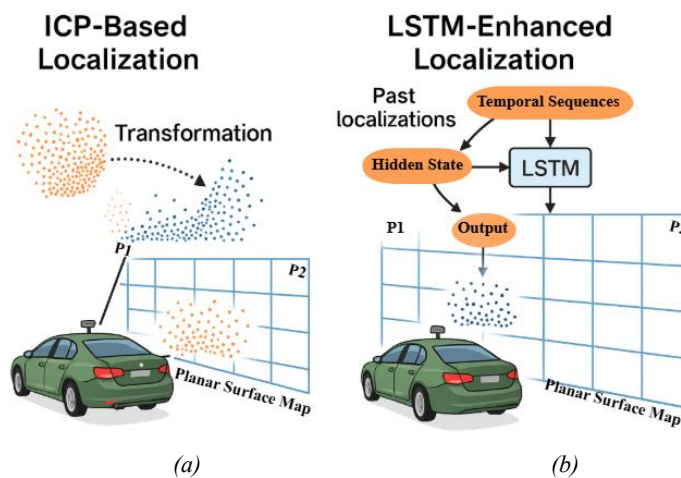 ICP-Based
Localization
Transformation
P1
P2
Planar Surface Map
(a)
LSTM-Enhanced
Localization
Past
localizations
Temporal Sequences
Hidden State
LSTM
P1
Output
Planar Surface Map
(b)